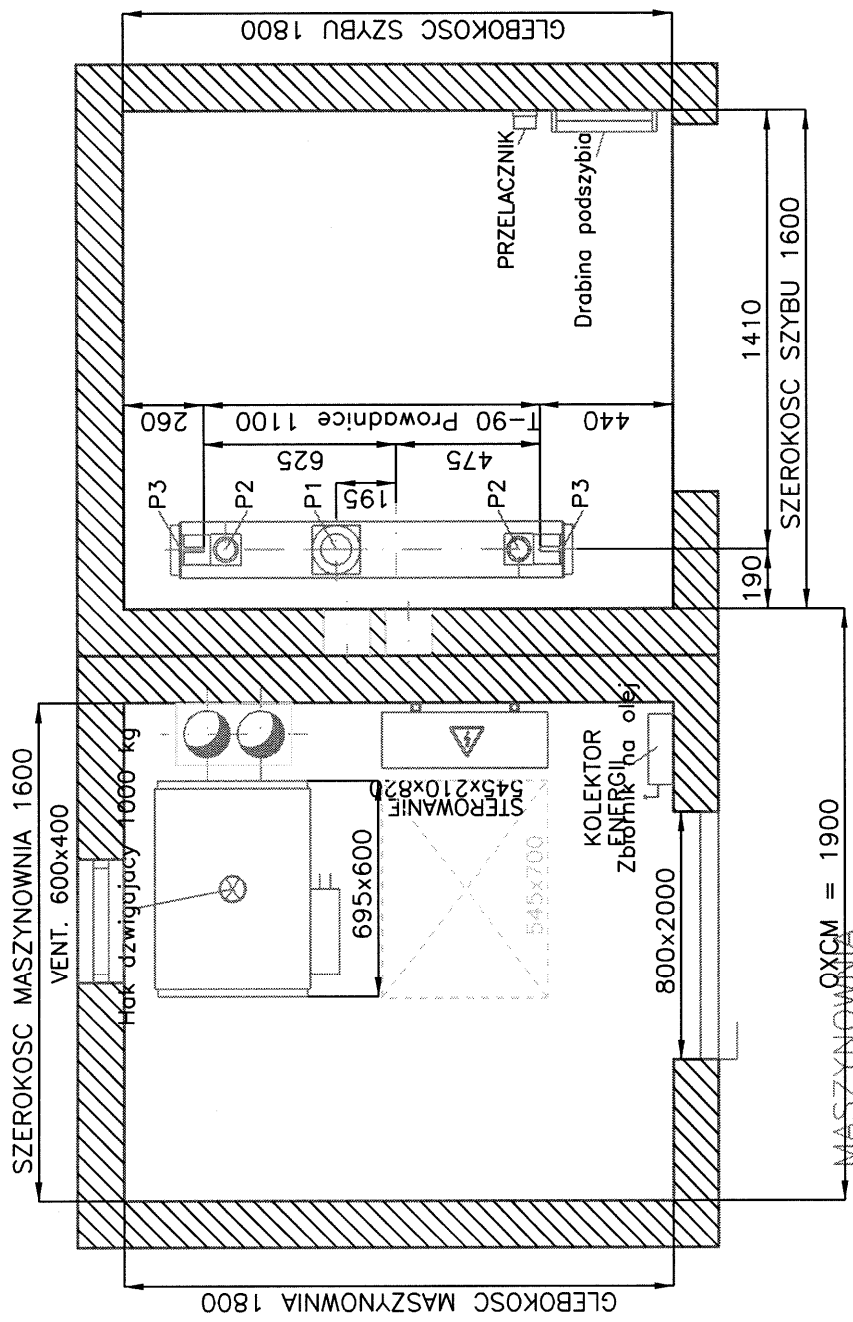 GLEBOKOSC SZYBU 1800
PRZELACZNIK
Drabina podszybia
1410
SZEROKOSC SZYBU 1600
190
260
T-90 Prowadnice 1100
440
625
475
195
P3
P2
P1
P2
P3
SZEROKOSC MASZYNOWNIA 1600
VENT. 600x400
Hak dzwigajacy 1000 kg
695x600
STEROWANIE
545x210x820
545x700
KOLEKTOR
ENERGII
Zbiornik na olej
800x2000
OXCM = 1900
MASZYNOWNIA
GLEBOKOSC MASZYNOWNIA 1800